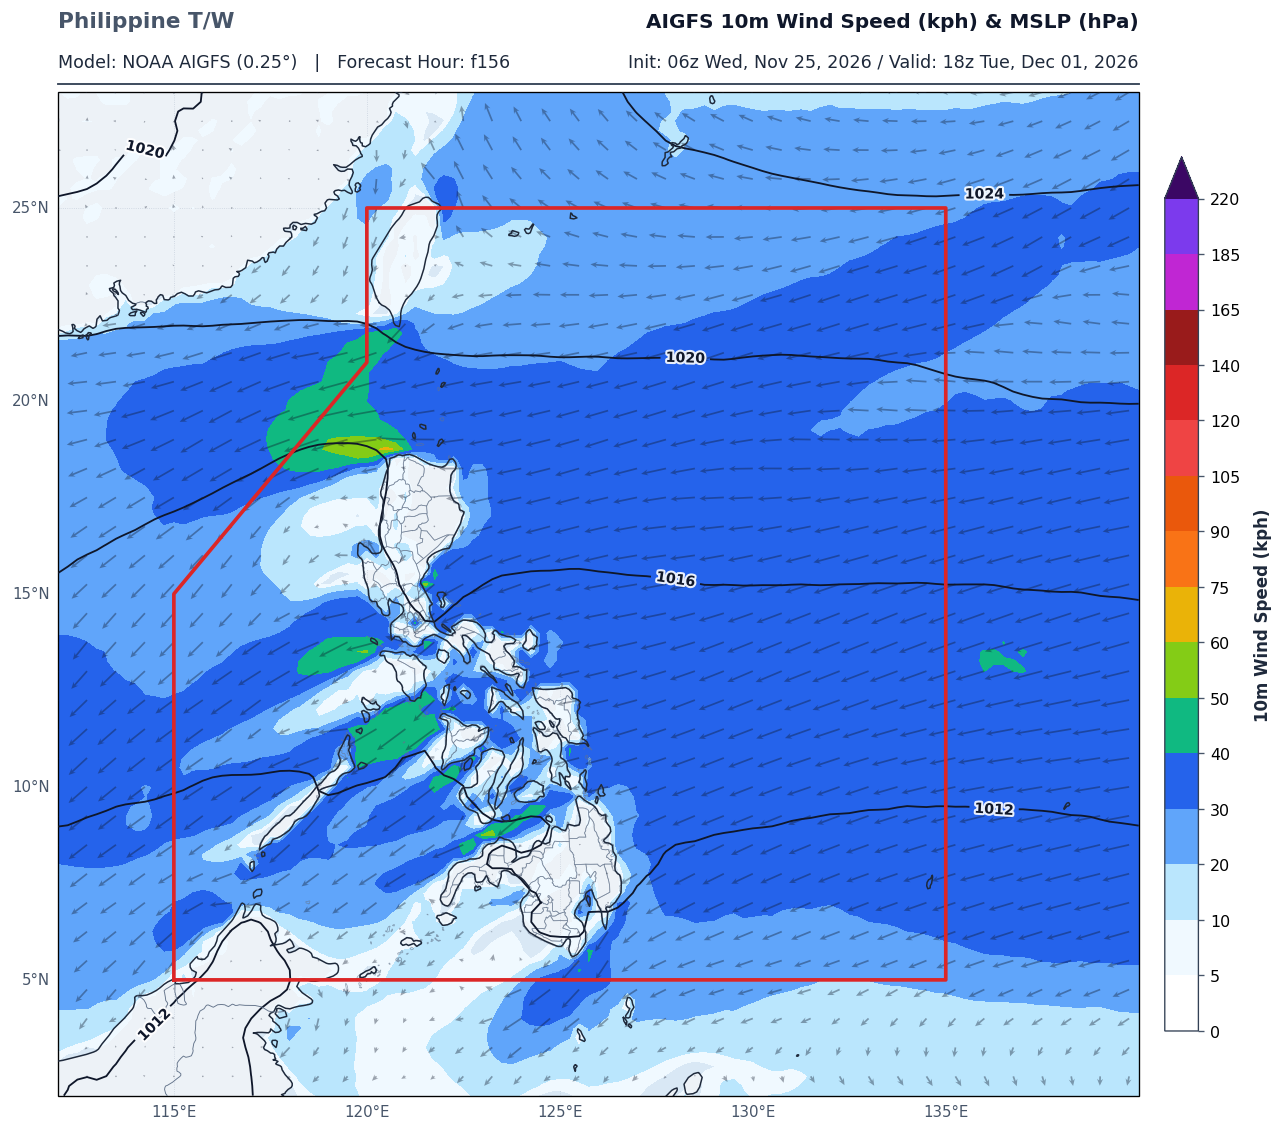 Philippine T/W
AIGFS 10m Wind Speed (kph) & MSLP (hPa)
Model: NOAA AIGFS (0.25°)   |   Forecast Hour: f156
Init: 06z Wed, Nov 25, 2026 / Valid: 18z Tue, Dec 01, 2026
1020
1024
1020
1016
1012
1012
25°N
20°N
15°N
10°N
5°N
115°E
120°E
125°E
130°E
135°E
220
185
165
140
120
105
90
75
60
50
40
30
20
10
5
0
10m Wind Speed (kph)